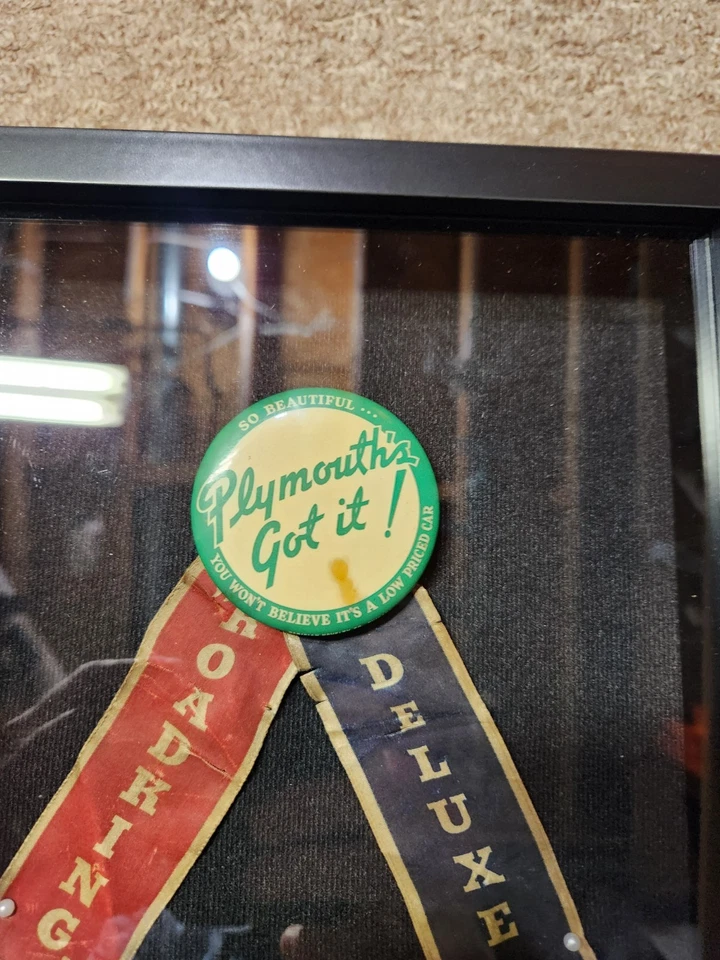 SO BEAUTIFUL ...
Plymouth's
Got it!
YOU WON'T BELIEVE IT'S A LOW PRICED CAR
ROADKING
DELUXE